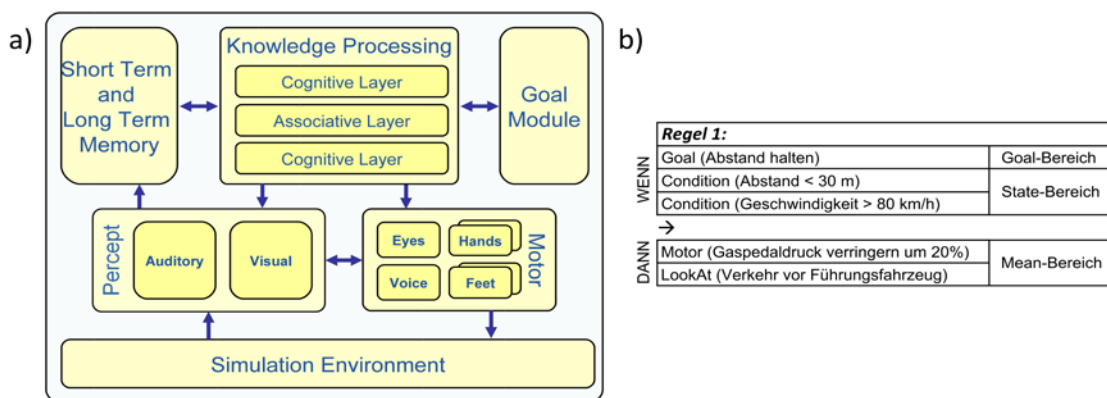 a)
Short Term
and
Long Term
Memory
Knowledge Processing
Cognitive Layer
Associative Layer
Cognitive Layer
Goal
Module
Percept
Auditory
Visual
Eyes
Hands
Voice
Feet
Motor
Simulation Environment
b)
WENN
Regel 1:
Goal (Abstand halten)
Goal-Bereich
Condition (Abstand < 30 m)
Condition (Geschwindigkeit > 80 km/h)
State-Bereich
→
DANN
Motor (Gaspedaldruck verringern um 20%)
LookAt (Verkehr vor Führungsfahrzeug)
Mean-Bereich